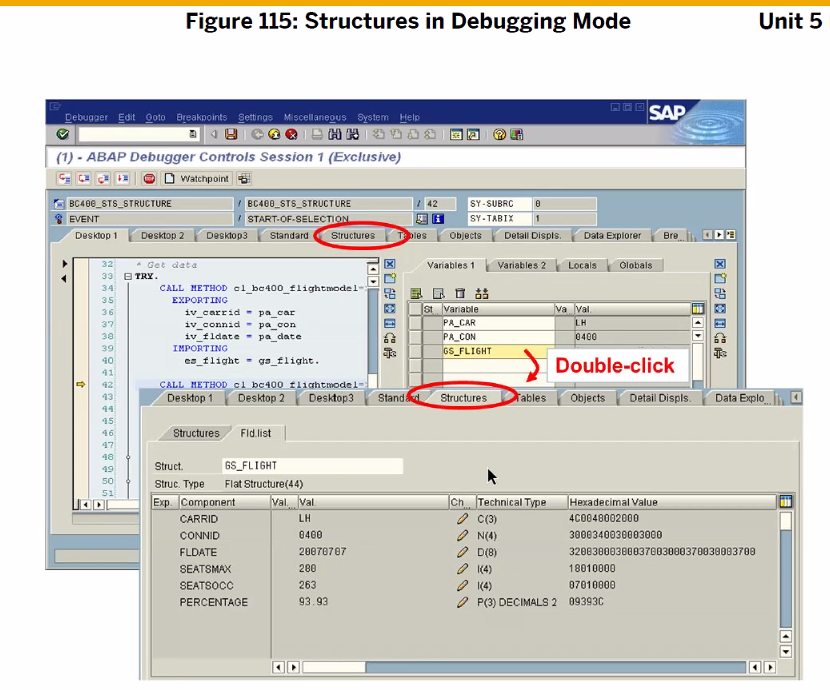 Figure 115: Structures in Debugging Mode
Unit 5
Debugger Edit Goto Breakpoints Settings Miscellaneous System Help
SAP
(1) - ABAP Debugger Controls Session 1 (Exclusive)
Watchpoint
BC400_STS_STRUCTURE / BC400_STS_STRUCTURE / 42 SY-SUBRC 0
EVENT / START-OF-SELECTION SY-TABIX 1
Desktop 1 Desktop 2 Desktop3 Standard Structures Tables Objects Detail Displs. Data Explorer Bre
32 * Get data
33 TRY.
34 CALL METHOD cl_bc400_flightmodel=
35 EXPORTING
36 iv_carrid = pa_car
37 iv_connid = pa_con
38 iv_fldate = pa_date
39 IMPORTING
40 es_flight = gs_flight.
41
42 CALL METHOD cl_bc400_flightmodel=
43
44
45
46
47
48
49
50
51
Variables 1 Variables 2 Locals Globals
St.. Variable Va... Val.
PA_CAR LH
PA_CON 0400
GS_FLIGHT
Double-click
Desktop 1 Desktop 2 Desktop3 Standard Structures Tables Objects Detail Displs. Data Explo...
Structures Fld.list
Struct. GS_FLIGHT
Struc. Type Flat Structure(44)
Exp. Component Val... Val. Ch... Technical Type Hexadecimal Value
CARRID LH C(3) 4C0048002000
CONNID 0400 N(4) 3000340030003000
FLDATE 20070707 D(8) 32003000300037003000370030003700
SEATSMAX 280 I(4) 18010000
SEATSOCC 263 I(4) 07010000
PERCENTAGE 93.93 P(3) DECIMALS 2 09393C